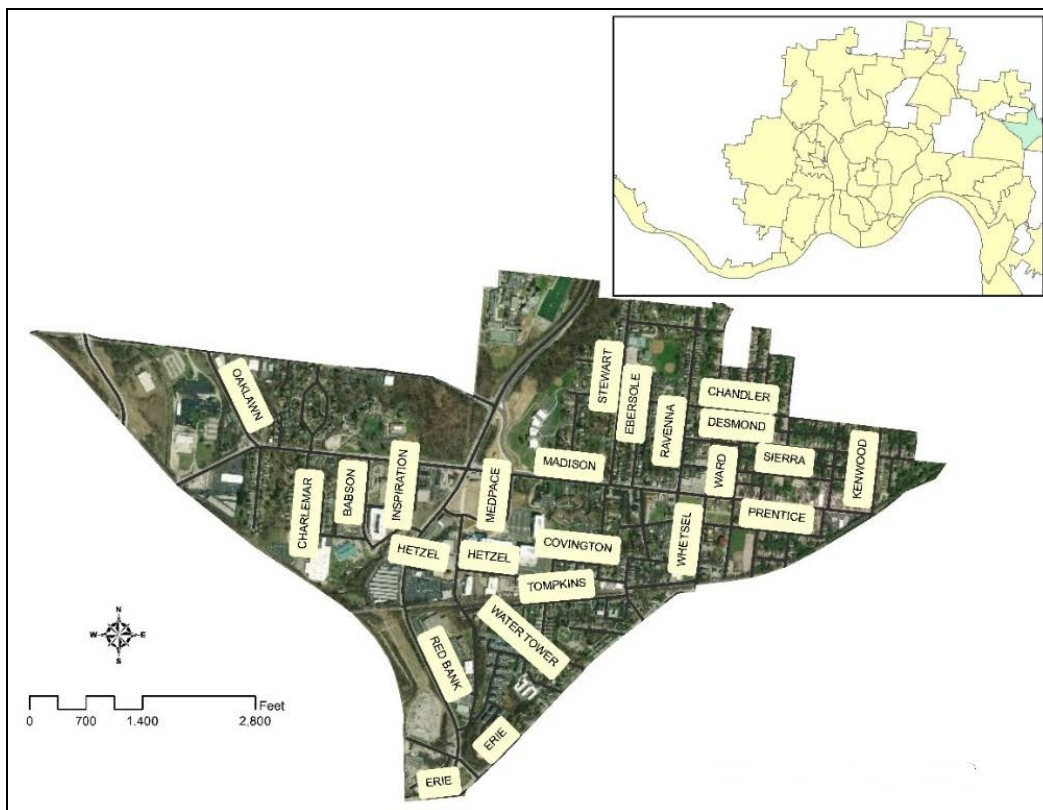 STEWART
EBERSOLE
OAKLAWN
RAVENNA
CHANDLER
DESMOND
MADISON
WARD
SIERRA
KENWOOD
CHARLEMAR
BABSON
INSPIRATION
MEDPACE
PRENTICE
WHETSEL
HETZEL
HETZEL
COVINGTON
TOMPKINS
WATER TOWER
RED BANK
ERIE
ERIE
N
W
E
S
0 700 1,400 2,800 Feet